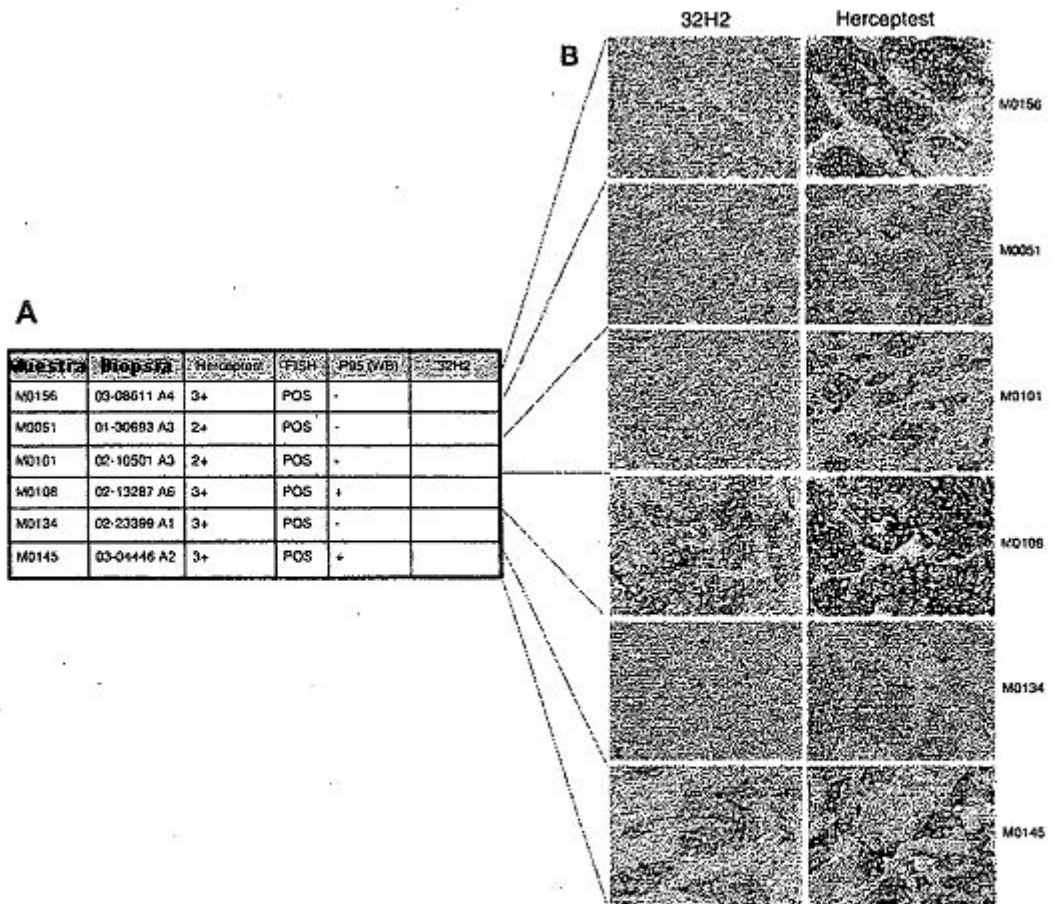 32H2 Herceptest
B
M0156
M0051
M0101
M0108
M0134
M0145
A
Muestra Biopsia Herceptest FISH P95 (WB) 32H2
M0156 03-08611 A4 3+ POS -
M0051 01-30693 A3 2+ POS -
M0101 02-10501 A3 2+ POS
M0108 02-13287 A6 3+ POS +
M0134 02-23399 A1 3+ POS -
M0145 03-04446 A2 3+ POS +